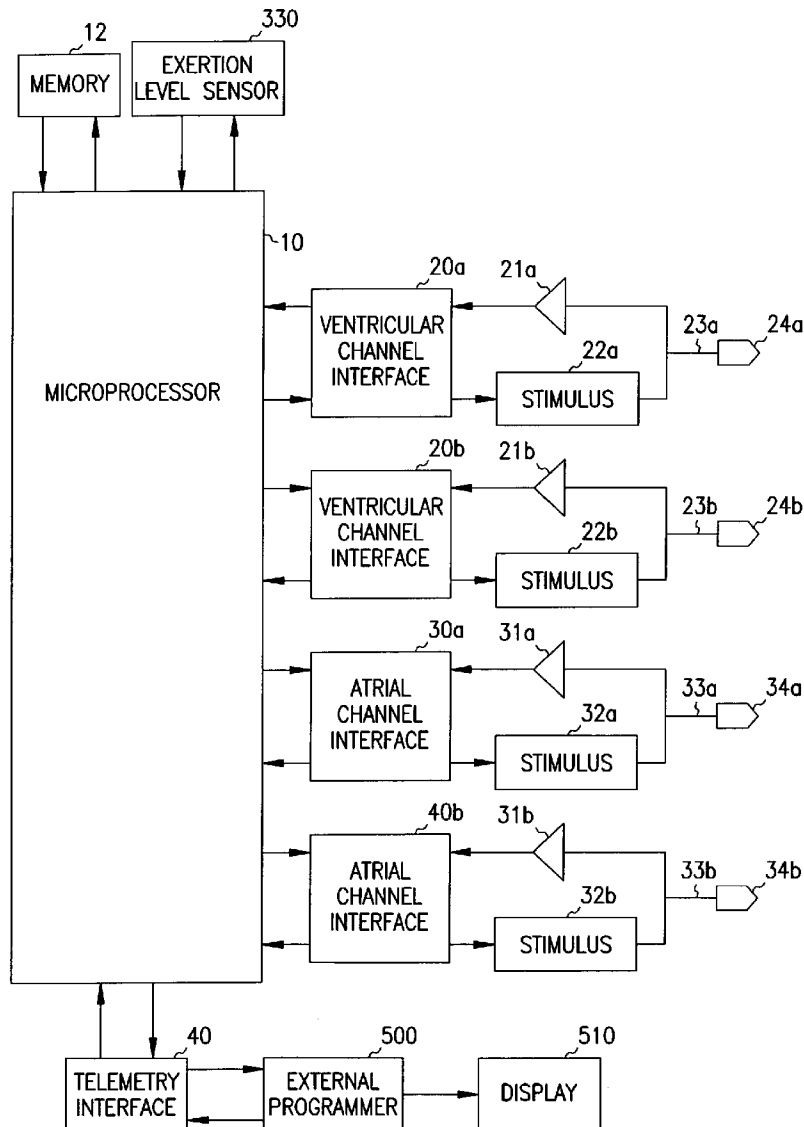 330
12
EXERTION
LEVEL SENSOR
MEMORY
10
MICROPROCESSOR
20a
21a
VENTRICULAR
CHANNEL
INTERFACE
22a
STIMULUS
23a
24a
20b
21b
VENTRICULAR
CHANNEL
INTERFACE
22b
STIMULUS
23b
24b
30a
31a
ATRIAL
CHANNEL
INTERFACE
32a
STIMULUS
33a
34a
40b
31b
ATRIAL
CHANNEL
INTERFACE
32b
STIMULUS
33b
34b
40
TELEMETRY
INTERFACE
500
EXTERNAL
PROGRAMMER
510
DISPLAY